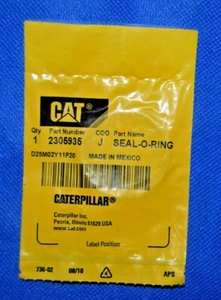 CAT
Qty Part Number COO Part Name
1 2305935 J SEAL-O-RING
D25M02Y11P20 MADE IN MEXICO
CATERPILLAR®
Caterpillar Inc.
Peoria, Illinois 61629 USA
www.cat.com
Label Position
736-02 08/10 APS